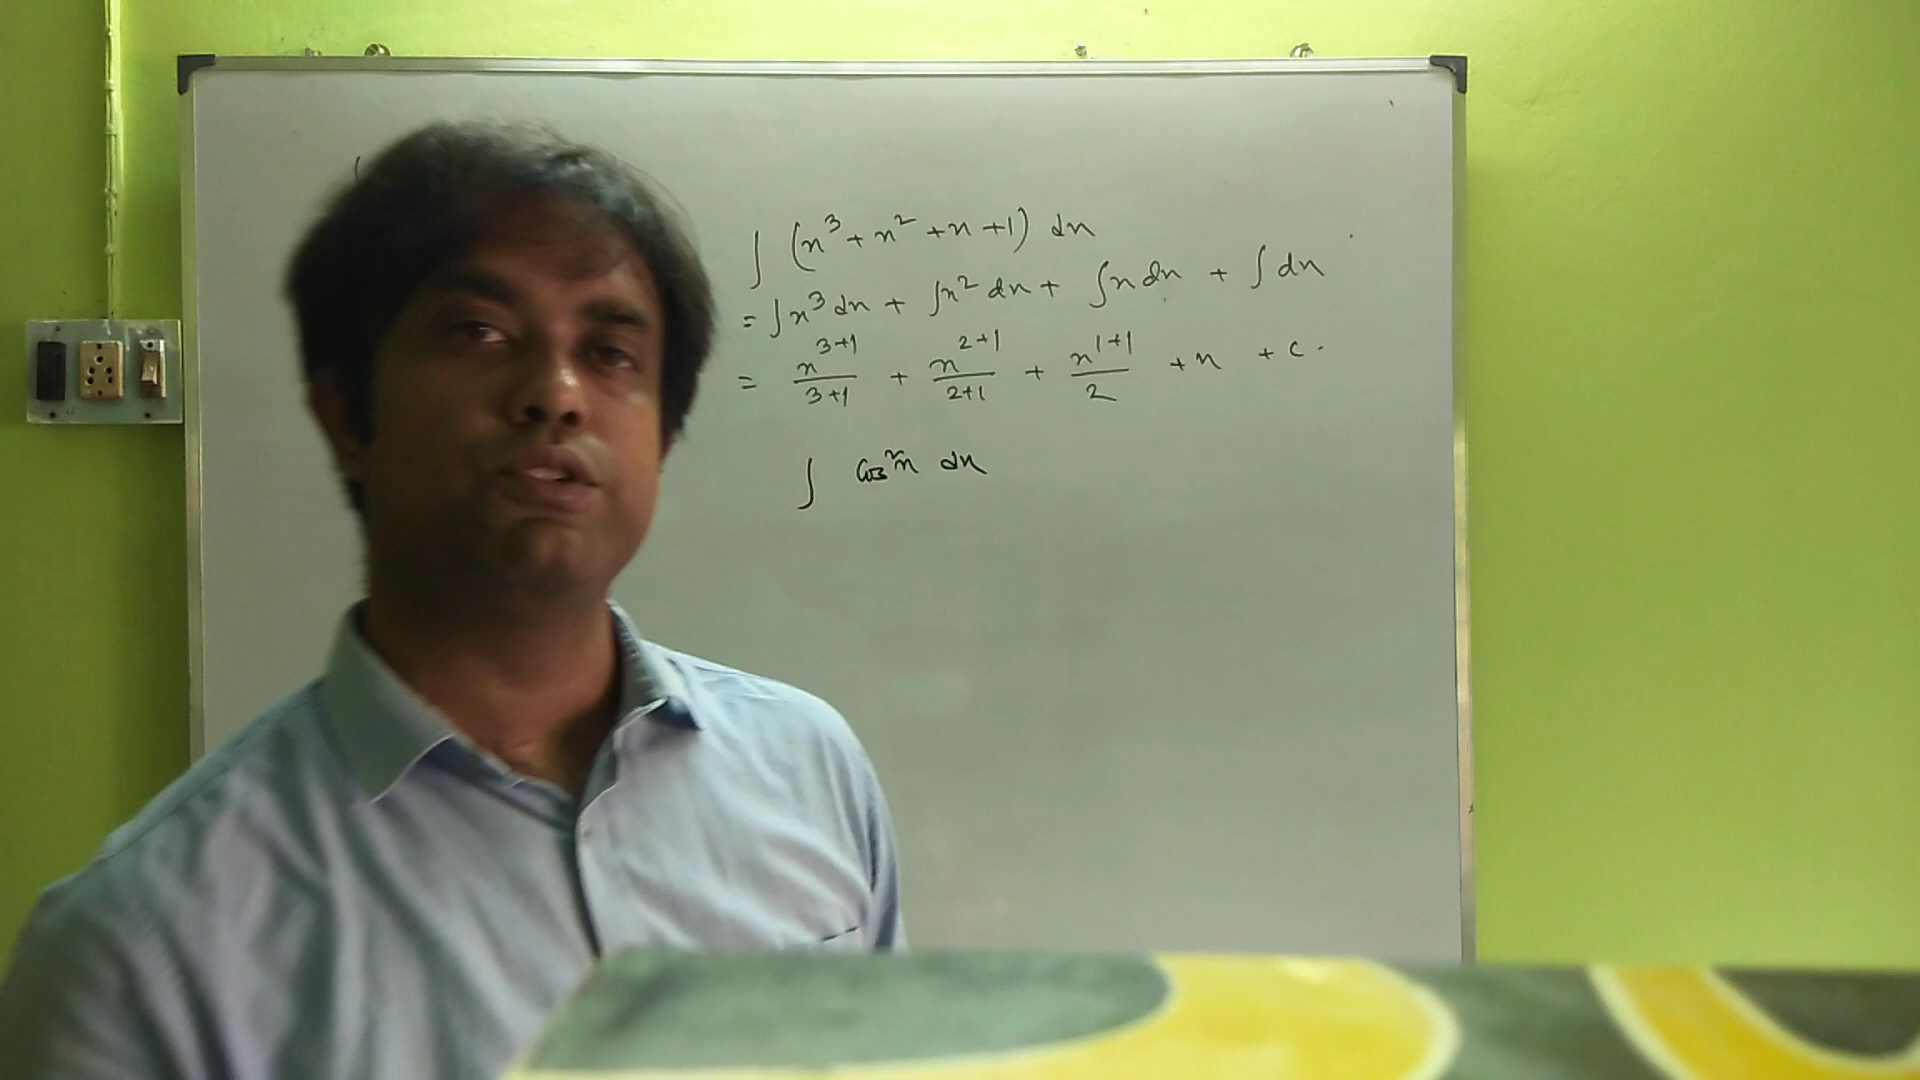 ∫ (x³ + x² + x + 1) dx
= ∫x³ dx + ∫x² dx + ∫x dx + ∫ dx
= x^(3+1)/(3+1) + x^(2+1)/(2+1) + x^(1+1)/2 + x + c.
∫ cos²x dx